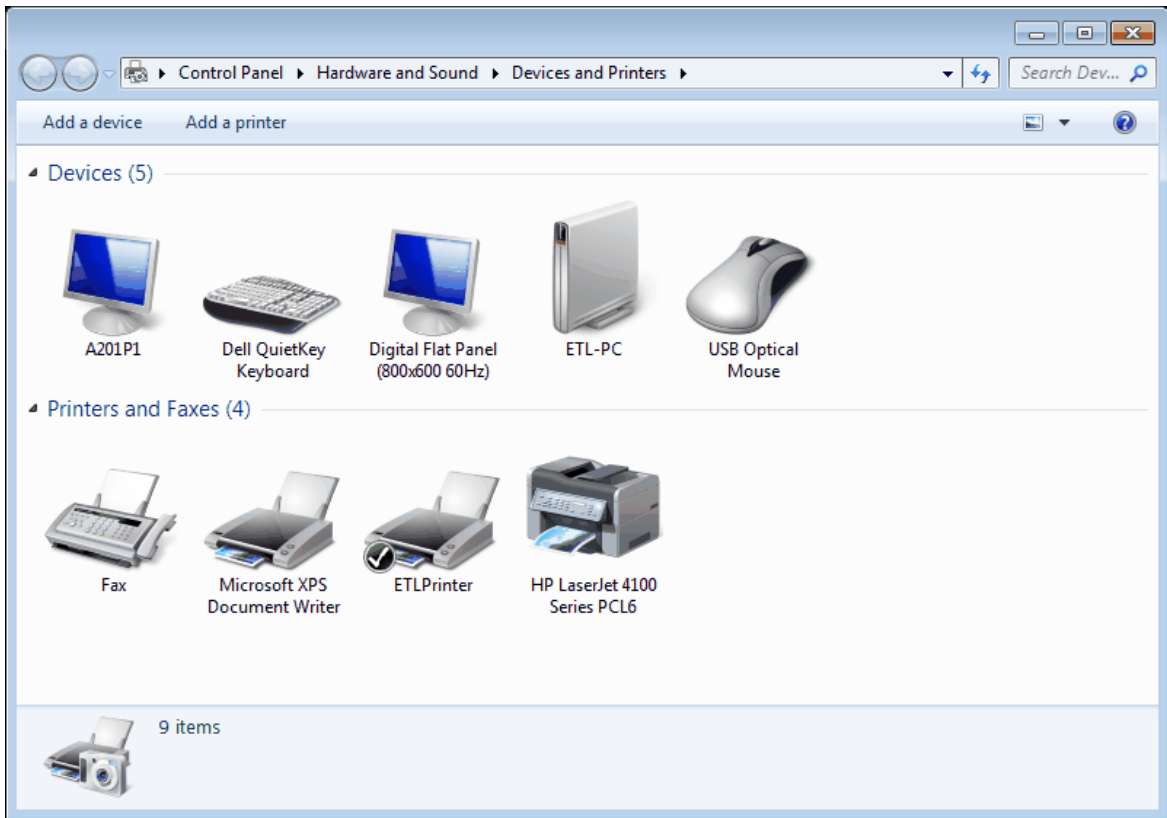 Control Panel ▸ Hardware and Sound ▸ Devices and Printers ▸
Search Dev...
Add a device Add a printer
Devices (5)
A201P1
Dell QuietKey
Keyboard
Digital Flat Panel
(800x600 60Hz)
ETL-PC
USB Optical
Mouse
Printers and Faxes (4)
Fax
Microsoft XPS
Document Writer
ETLPrinter
HP LaserJet 4100
Series PCL6
9 items